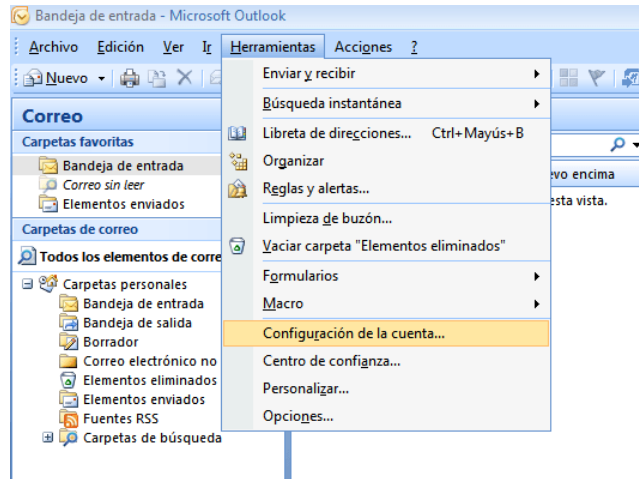 Bandeja de entrada - Microsoft Outlook
Archivo Edición Ver Ir Herramientas Acciones ?
Nuevo
Enviar y recibir
Búsqueda instantánea
Libreta de direcciones... Ctrl+Mayús+B
Organizar
Reglas y alertas...
Limpieza de buzón...
Vaciar carpeta "Elementos eliminados"
Formularios
Macro
Configuración de la cuenta...
Centro de confianza...
Personalizar...
Opciones...
Correo
Carpetas favoritas
Bandeja de entrada
Correo sin leer
Elementos enviados
Carpetas de correo
Todos los elementos de corre
Carpetas personales
Bandeja de entrada
Bandeja de salida
Borrador
Correo electrónico no
Elementos eliminados
Elementos enviados
Fuentes RSS
Carpetas de búsqueda
evo encima
esta vista.